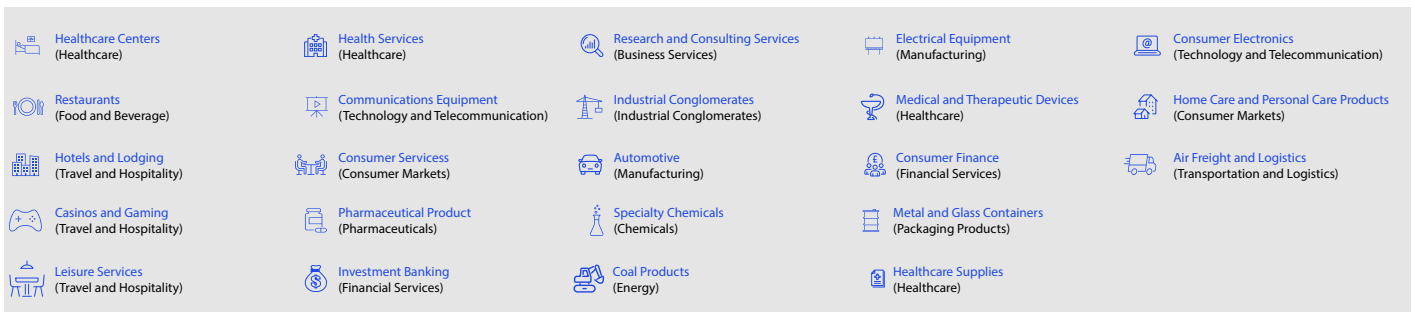 Healthcare Centers
(Healthcare)
Health Services
(Healthcare)
Research and Consulting Services
(Business Services)
Electrical Equipment
(Manufacturing)
Consumer Electronics
(Technology and Telecommunication)
Restaurants
(Food and Beverage)
Communications Equipment
(Technology and Telecommunication)
Industrial Conglomerates
(Industrial Conglomerates)
Medical and Therapeutic Devices
(Healthcare)
Home Care and Personal Care Products
(Consumer Markets)
Hotels and Lodging
(Travel and Hospitality)
Consumer Servicess
(Consumer Markets)
Automotive
(Manufacturing)
Consumer Finance
(Financial Services)
Air Freight and Logistics
(Transportation and Logistics)
Casinos and Gaming
(Travel and Hospitality)
Pharmaceutical Product
(Pharmaceuticals)
Specialty Chemicals
(Chemicals)
Metal and Glass Containers
(Packaging Products)
Leisure Services
(Travel and Hospitality)
Investment Banking
(Financial Services)
Coal Products
(Energy)
Healthcare Supplies
(Healthcare)